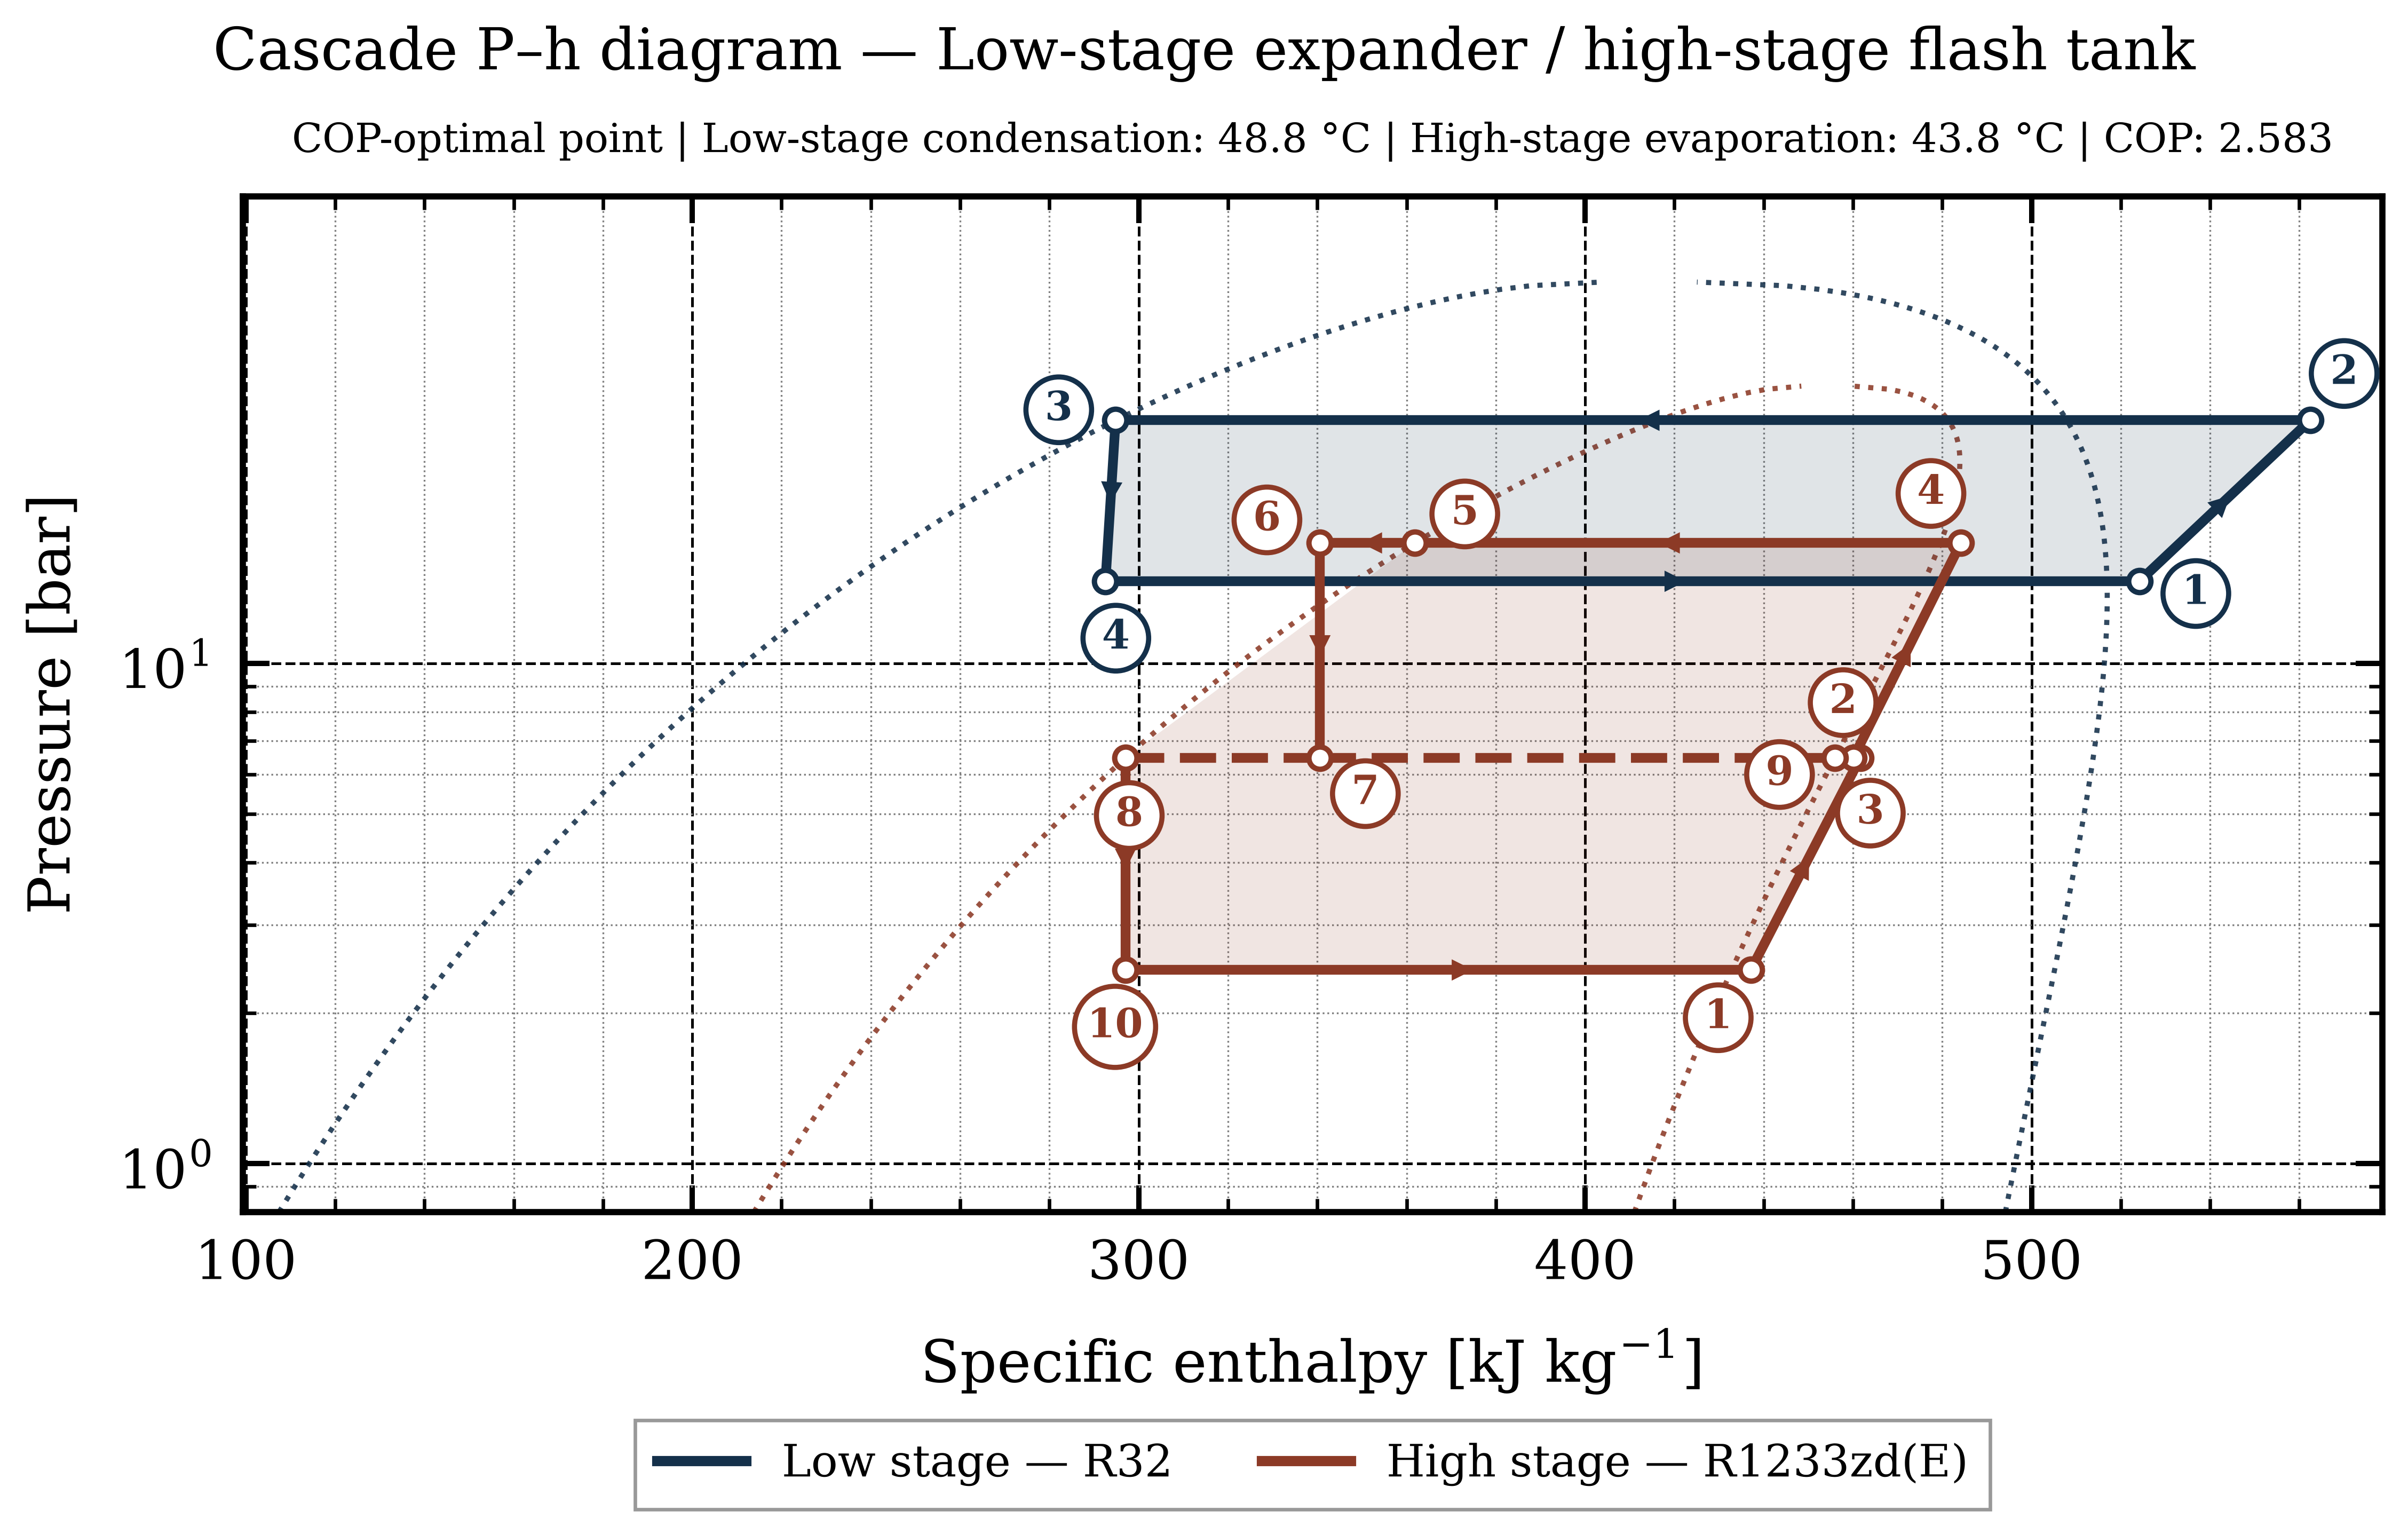 Cascade P–h diagram — Low-stage expander / high-stage flash tank
COP-optimal point | Low-stage condensation: 48.8 °C | High-stage evaporation: 43.8 °C | COP: 2.583
Pressure [bar]
10¹
10⁰
3
2
4
1
6
5
4
2
9
3
7
8
10
1
100 200 300 400 500
Specific enthalpy [kJ kg⁻¹]
Low stage — R32
High stage — R1233zd(E)